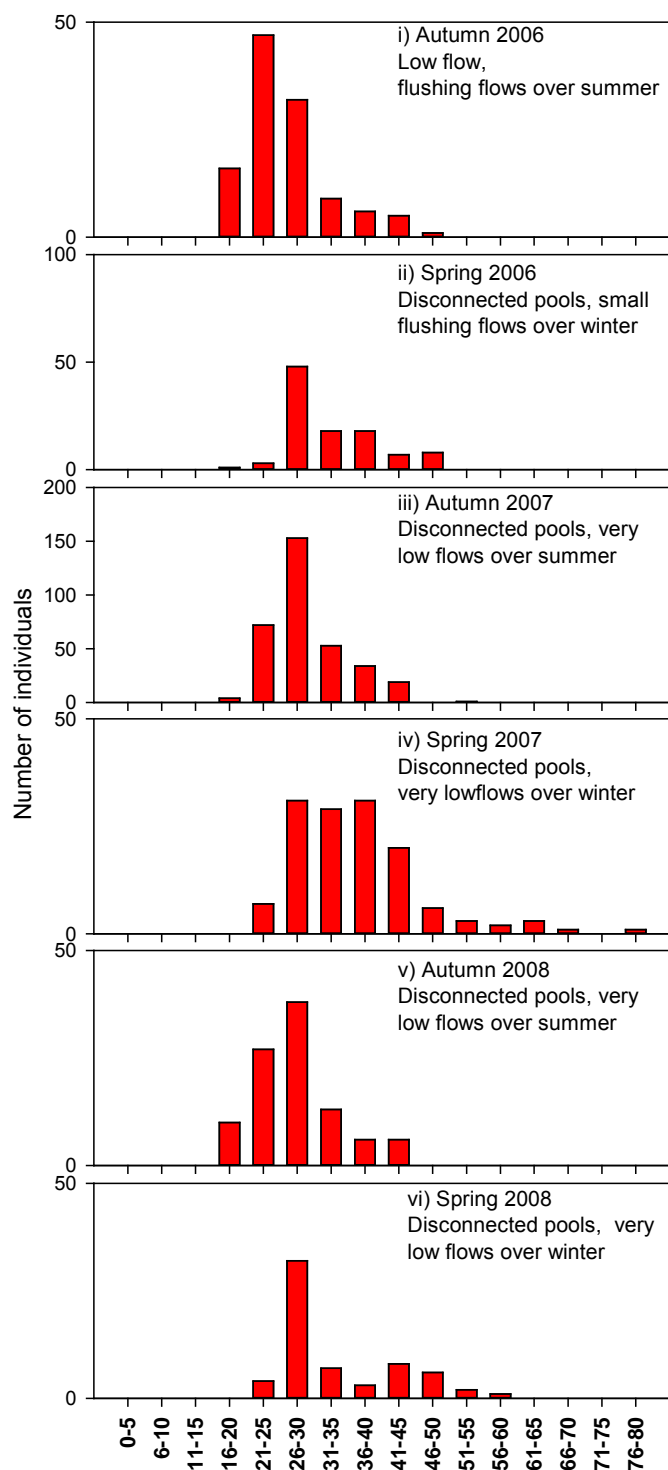 50
0
i) Autumn 2006
Low flow,
flushing flows over summer
100
50
0
ii) Spring 2006
Disconnected pools, small
flushing flows over winter
200
150
100
50
0
iii) Autumn 2007
Disconnected pools, very
low flows over summer
Number of individuals
50
0
iv) Spring 2007
Disconnected pools,
very lowflows over winter
50
0
v) Autumn 2008
Disconnected pools, very
low flows over summer
50
0
vi) Spring 2008
Disconnected pools,  very
low flows over winter
0-5
6-10
11-15
16-20
21-25
26-30
31-35
36-40
41-45
46-50
51-55
56-60
61-65
66-70
71-75
76-80